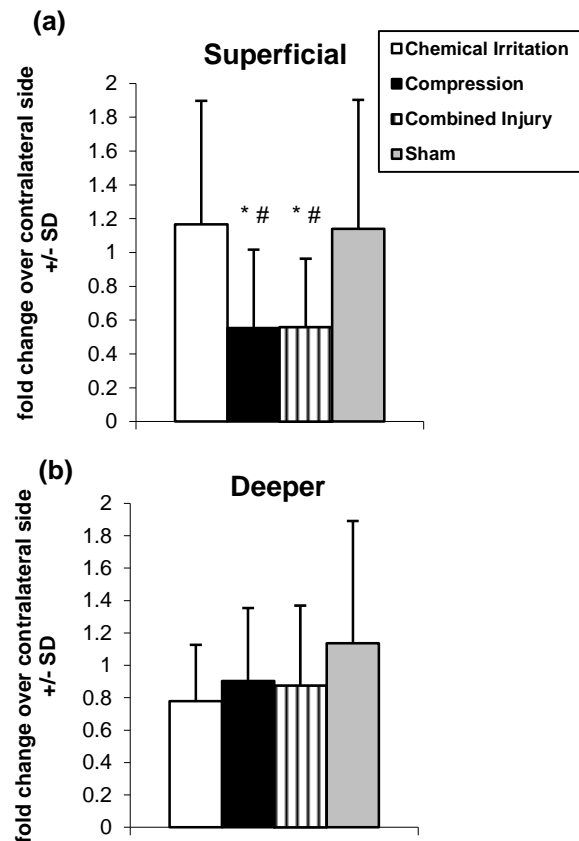 (a)
Superficial
Chemical Irritation
Compression
Combined Injury
Sham
fold change over contralateral side
+/- SD
2
1.8
1.6
1.4
1.2
1
0.8
0.6
0.4
0.2
0
* #
* #
(b)
Deeper
fold change over contralateral side
+/- SD
2
1.8
1.6
1.4
1.2
1
0.8
0.6
0.4
0.2
0